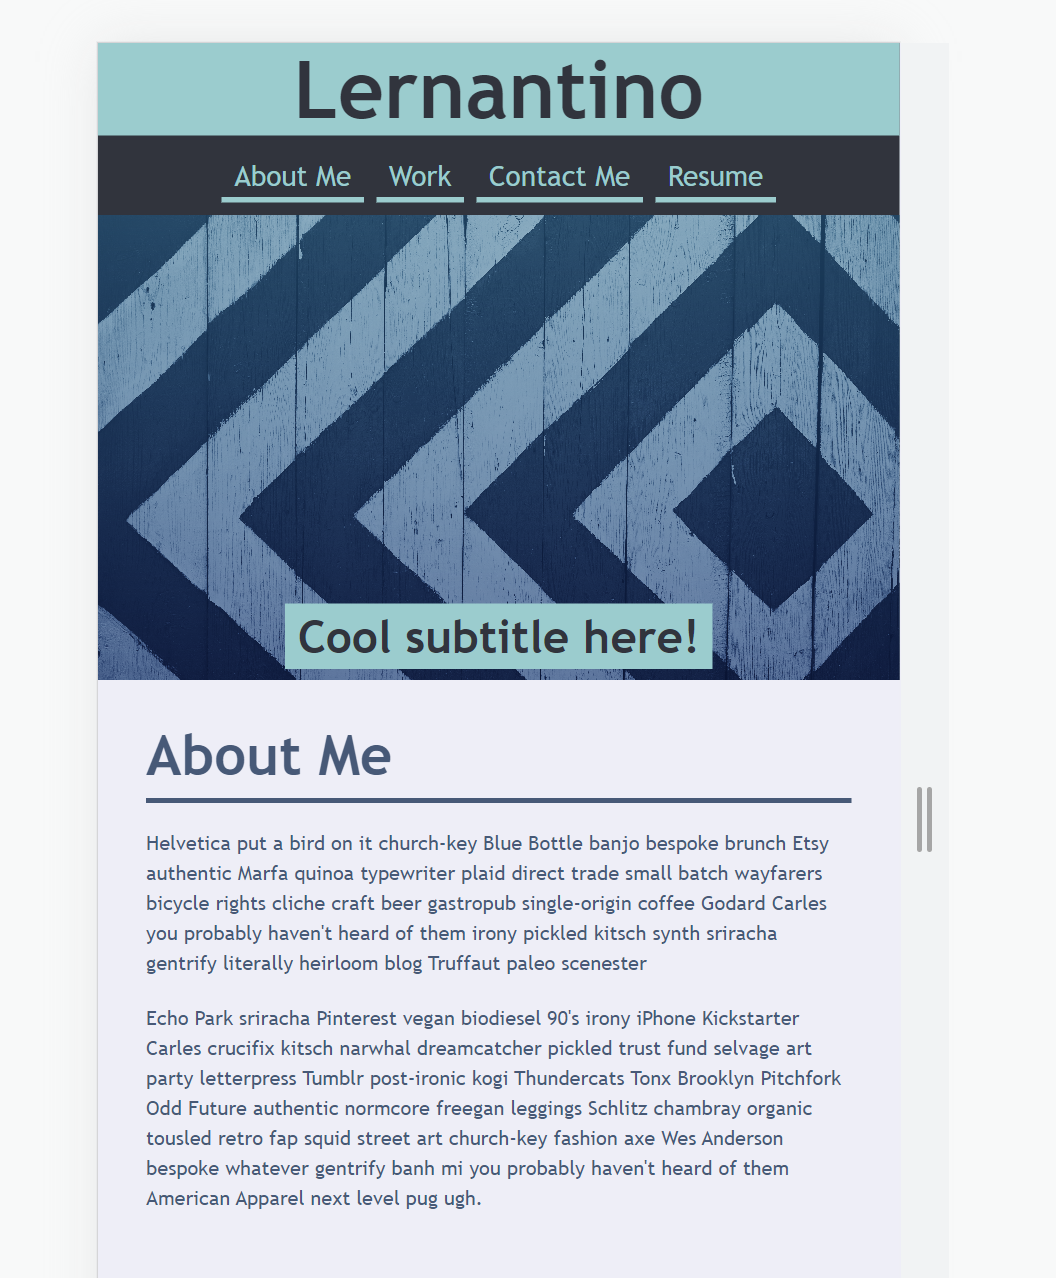 Lernantino
About Me Work Contact Me Resume
Cool subtitle here!
About Me
Helvetica put a bird on it church-key Blue Bottle banjo bespoke brunch Etsy
authentic Marfa quinoa typewriter plaid direct trade small batch wayfarers
bicycle rights cliche craft beer gastropub single-origin coffee Godard Carles
you probably haven't heard of them irony pickled kitsch synth sriracha
gentrify literally heirloom blog Truffaut paleo scenester
Echo Park sriracha Pinterest vegan biodiesel 90's irony iPhone Kickstarter
Carles crucifix kitsch narwhal dreamcatcher pickled trust fund selvage art
party letterpress Tumblr post-ironic kogi Thundercats Tonx Brooklyn Pitchfork
Odd Future authentic normcore freegan leggings Schlitz chambray organic
tousled retro fap squid street art church-key fashion axe Wes Anderson
bespoke whatever gentrify banh mi you probably haven't heard of them
American Apparel next level pug ugh.